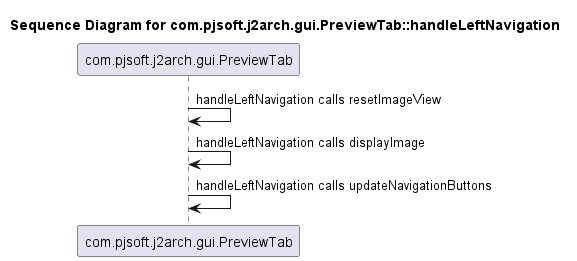 Sequence Diagram for com.pjsoft.j2arch.gui.PreviewTab::handleLeftNavigation
com.pjsoft.j2arch.gui.PreviewTab
handleLeftNavigation calls resetImageView
handleLeftNavigation calls displayImage
handleLeftNavigation calls updateNavigationButtons
com.pjsoft.j2arch.gui.PreviewTab